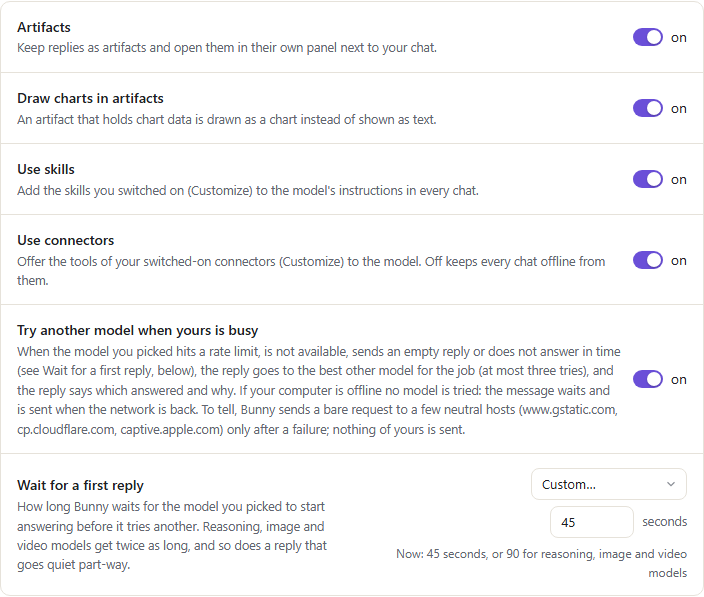 Artifacts
Keep replies as artifacts and open them in their own panel next to your chat.
on
Draw charts in artifacts
An artifact that holds chart data is drawn as a chart instead of shown as text.
on
Use skills
Add the skills you switched on (Customize) to the model's instructions in every chat.
on
Use connectors
Offer the tools of your switched-on connectors (Customize) to the model. Off keeps every chat offline from
them.
on
Try another model when yours is busy
When the model you picked hits a rate limit, is not available, sends an empty reply or does not answer in time
(see Wait for a first reply, below), the reply goes to the best other model for the job (at most three tries), and
the reply says which answered and why. If your computer is offline no model is tried: the message waits and
is sent when the network is back. To tell, Bunny sends a bare request to a few neutral hosts (www.gstatic.com,
cp.cloudflare.com, captive.apple.com) only after a failure; nothing of yours is sent.
on
Wait for a first reply
How long Bunny waits for the model you picked to start
answering before it tries another. Reasoning, image and
video models get twice as long, and so does a reply that
goes quiet part-way.
Custom...
45 seconds
Now: 45 seconds, or 90 for reasoning, image and video
models